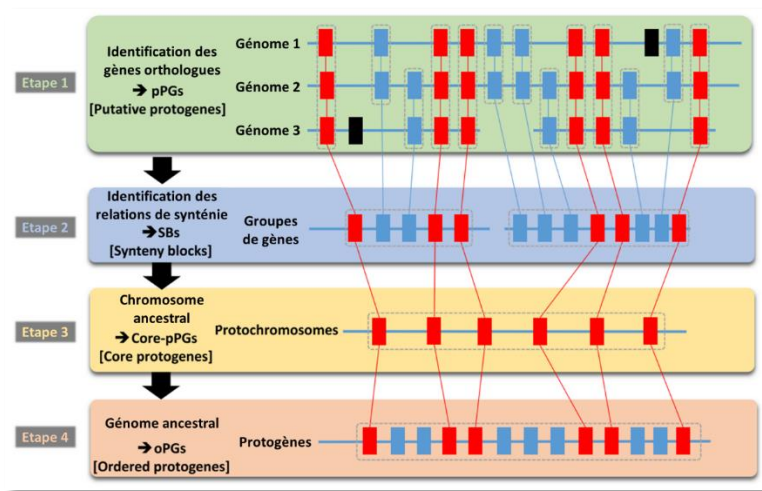 Etape 1
Identification des
gènes orthologues
➔ pPGs
[Putative protogenes]
Génome 1
Génome 2
Génome 3
Etape 2
Identification des
relations de synténie
➔SBs
[Synteny blocks]
Groupes
de gènes
Etape 3
Chromosome
ancestral
➔ Core-pPGs
[Core protogenes]
Protochromosomes
Etape 4
Génome ancestral
➔ oPGs
[Ordered protogenes]
Protogènes